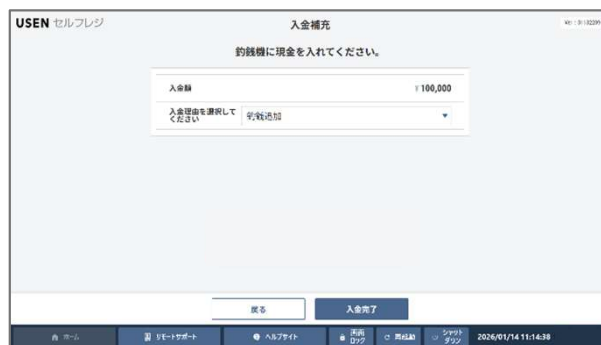 USEN セルフレジ
入金補充
釣銭機に現金を入れてください。
入金額
¥ 100,000
入金理由を選択して
ください
釣銭追加
戻る
入金完了
ホーム
リモートサポート
ヘルプサイト
画面
ロック
再起動
シャット
ダウン
2026/01/14 11:14:38